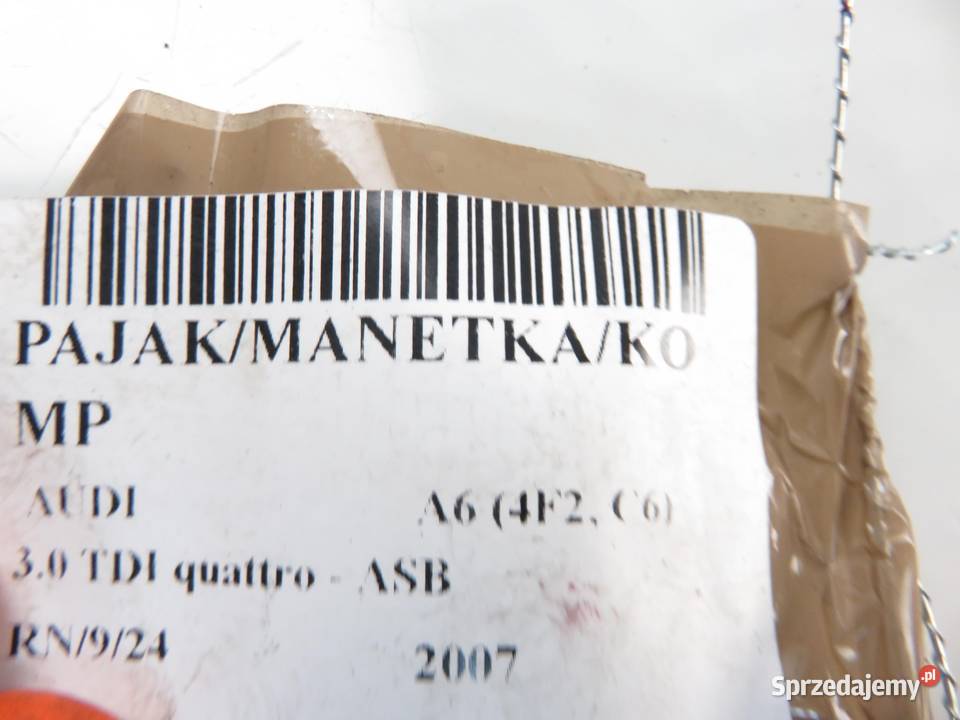 PAJAK/MANETKA/KO
MP
AUDI A6 (4F2, C6)
3.0 TDI quattro - ASB
RN/9/24 2007
Sprzedajemy.pl